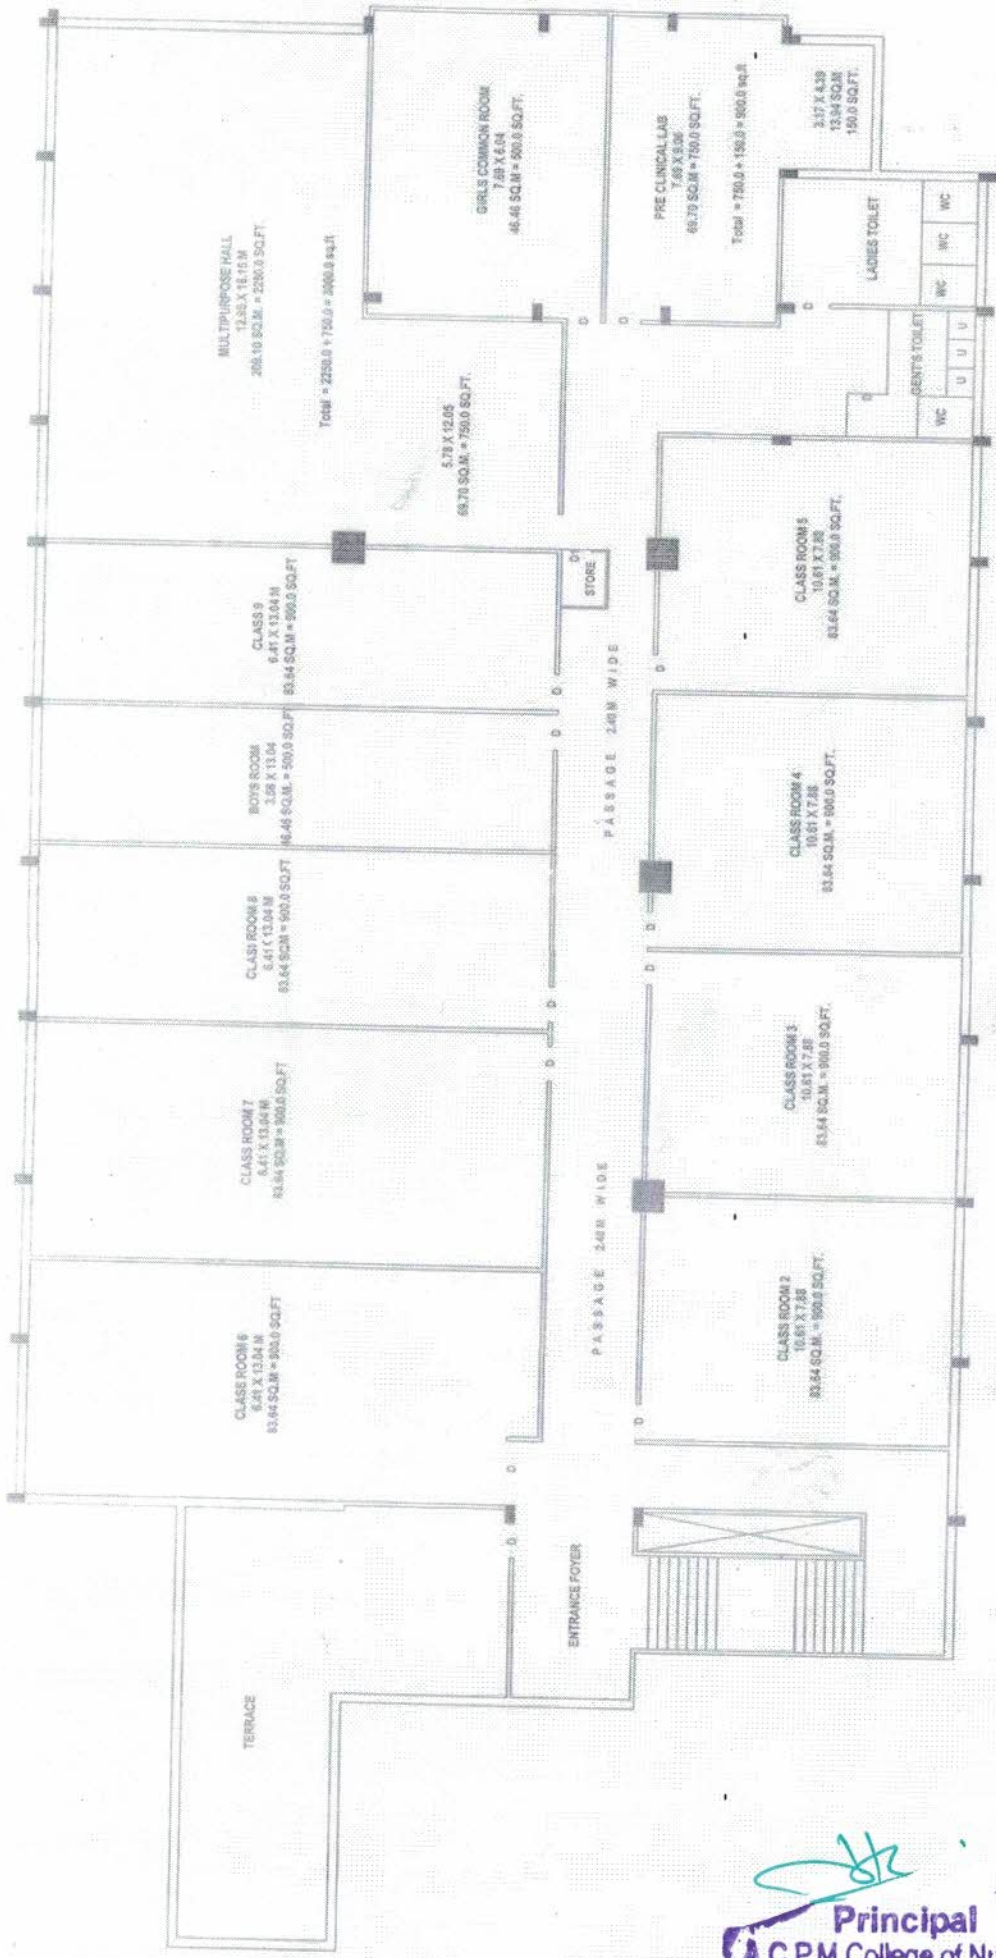 MULTIPURPOSE HALL
12.95 X 16.15 M
209.10 SQ.M. = 2250.0 SQ.FT.
Total = 2250.0 + 750.0 = 3000.0 sq.ft
5.78 X 12.05
69.70 SQ.M. = 750.0 SQ.FT.
GIRLS COMMON ROOM
7.69 X 6.04
46.46 SQ.M = 500.0 SQ.FT.
PRE CLINICAL LAB
7.69 X 9.06
69.70 SQ.M = 750.0 SQ.FT.
Total = 750.0 + 150.0 = 900.0 sq.ft
3.17 X 4.39
13.94 SQ.M
150.0 SQ.FT.
LADIES TOILET
WC
WC
WC
GENT'S TOILET
U
U
U
WC
D
D
D
D
CLASS 9
6.41 X 13.04 M
83.64 SQ.M = 900.0 SQ.FT
D1
STORE
BOYS ROOM
3.56 X 13.04
46.46 SQ.M. = 500.0 SQ.FT
CLASS ROOM 8
6.41 X 13.04 M
83.64 SQ.M = 900.0 SQ.FT
CLASS ROOM 7
6.41 X 13.04 M
83.64 SQ.M = 900.0 SQ.FT
CLASS ROOM 6
6.41 X 13.04 M
83.64 SQ.M = 900.0 SQ.FT
D
D
D
D
D
PASSAGE 2.40 M WIDE
PASSAGE 2.40 M WIDE
D
D
D
D
CLASS ROOM 5
10.61 X 7.88
83.64 SQ.M. = 900.0 SQ.FT.
CLASS ROOM 4
10.61 X 7.88
83.64 SQ.M. = 900.0 SQ.FT.
CLASS ROOM 3
10.61 X 7.88
83.64 SQ.M. = 900.0 SQ.FT.
CLASS ROOM 2
10.61 X 7.88
83.64 SQ.M. = 900.0 SQ.FT.
TERRACE
D
ENTRANCE FOYER
Principal
A.C.P.M. College of